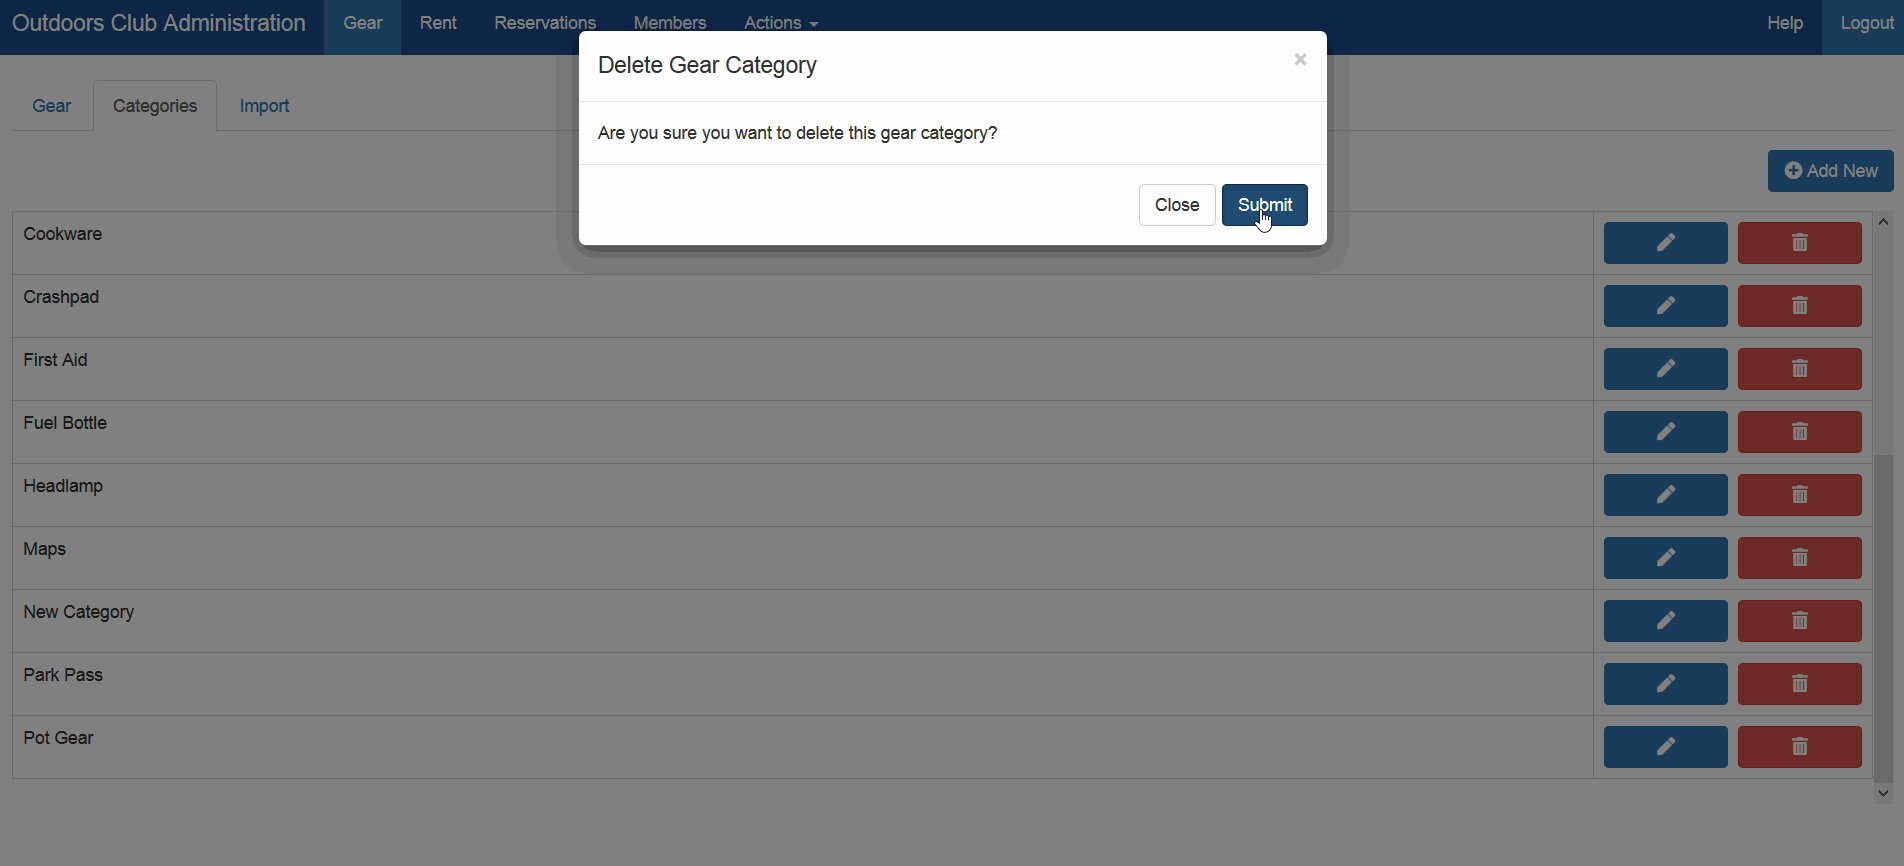 Outdoors Club Administration Gear Rent Reservations Members Actions Help Logout
Delete Gear Category ×
Gear Categories Import
Are you sure you want to delete this gear category?
Add New
Close Submit
Cookware
Crashpad
First Aid
Fuel Bottle
Headlamp
Maps
New Category
Park Pass
Pot Gear